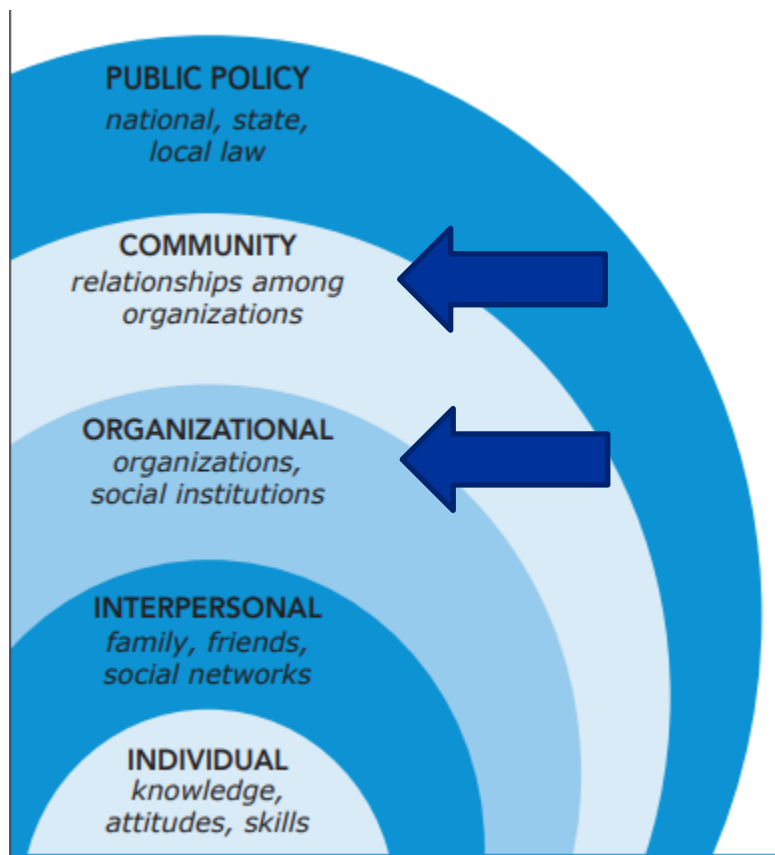 PUBLIC POLICY
national, state,
local law
COMMUNITY
relationships among
organizations
ORGANIZATIONAL
organizations,
social institutions
INTERPERSONAL
family, friends,
social networks
INDIVIDUAL
knowledge,
attitudes, skills